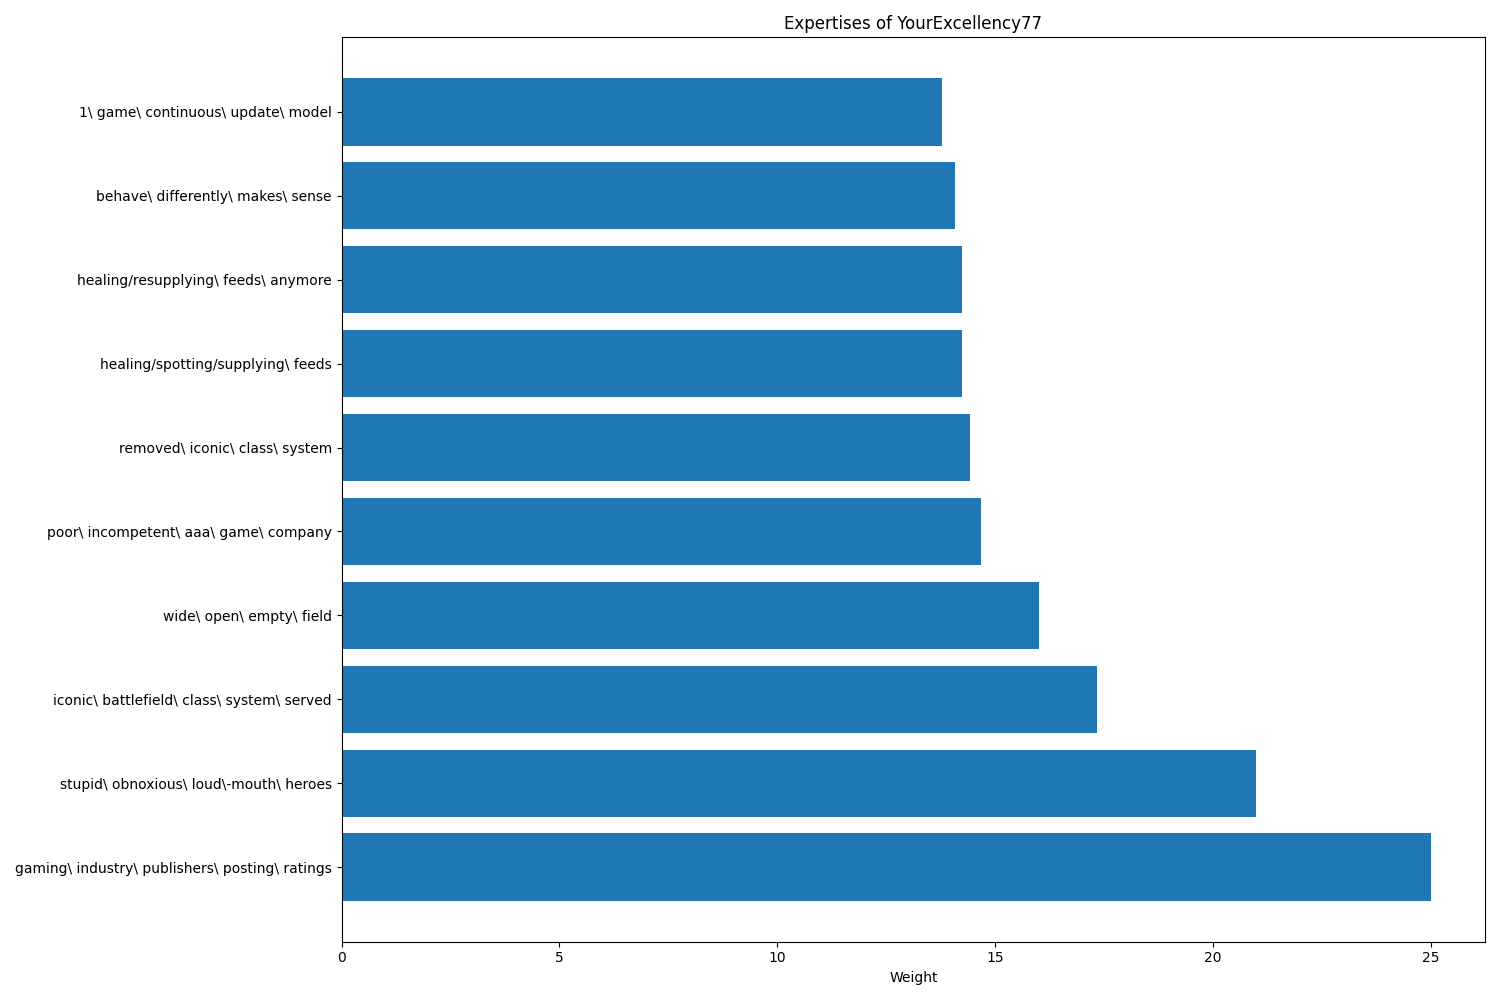 Expertises of YourExcellency77
1\ game\ continuous\ update\ model
behave\ differently\ makes\ sense
healing/resupplying\ feeds\ anymore
healing/spotting/supplying\ feeds
removed\ iconic\ class\ system
poor\ incompetent\ aaa\ game\ company
wide\ open\ empty\ field
iconic\ battlefield\ class\ system\ served
stupid\ obnoxious\ loud\-mouth\ heroes
gaming\ industry\ publishers\ posting\ ratings
0 5 10 15 20 25
Weight